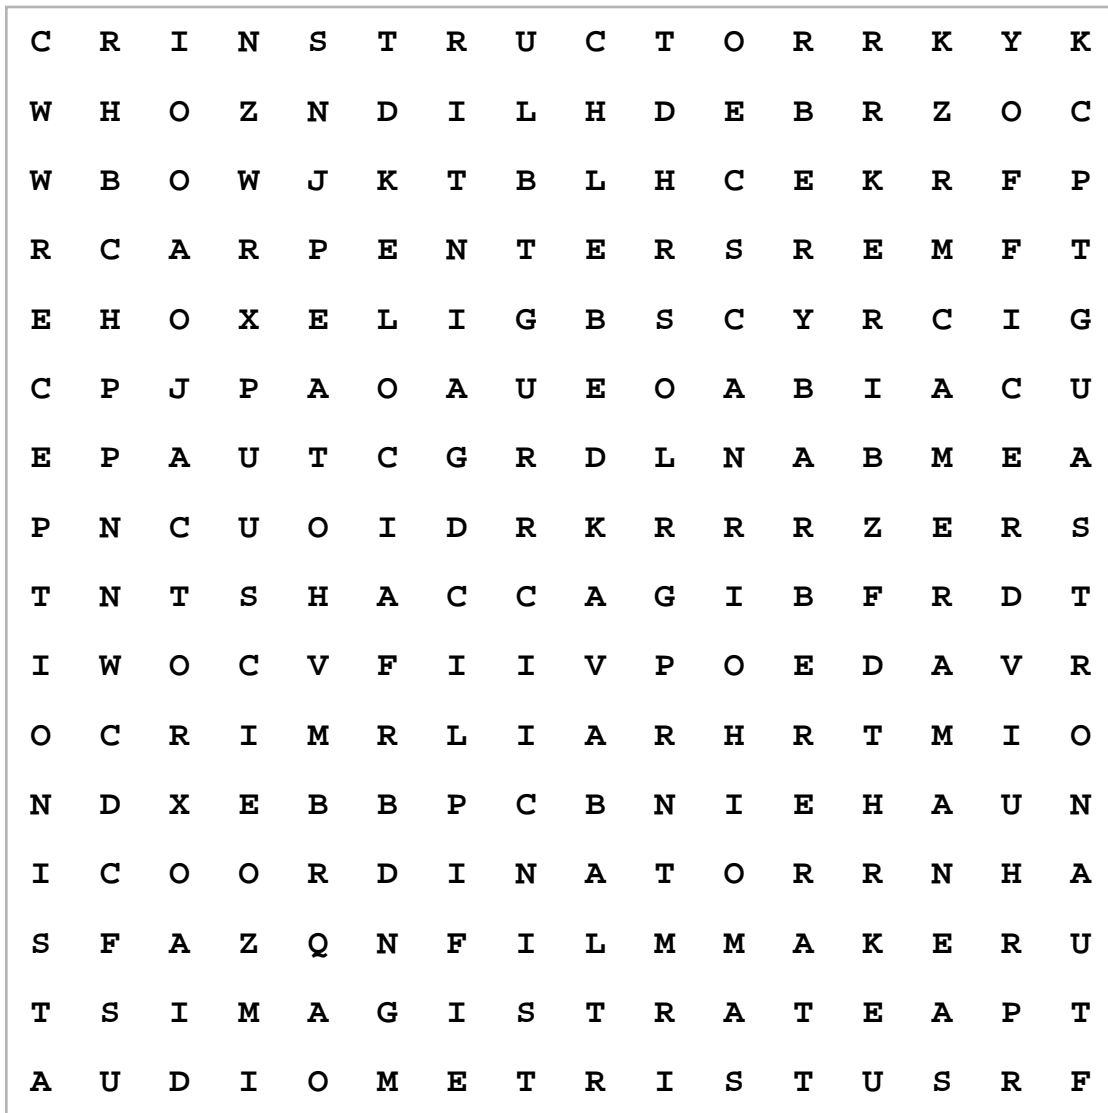 C R I N S T R U C T O R R K Y K
W H O Z N D I L H D E B R Z O C
W B O W J K T B L H C E K R F P
R C A R P E N T E R S R E M F T
E H O X E L I G B S C Y R C I G
C P J P A O A U E O A B I A C U
E P A U T C G R D L N A B M E A
P N C U O I D R K R R R Z E R S
T N T S H A C C A G I B F R D T
I W O C V F I I V P O E D A V R
O C R I M R L I A R H R T M I O
N D X E B B P C B N I E H A U N
I C O O R D I N A T O R R N H A
S F A Z Q N F I L M M A K E R U
T S I M A G I S T R A T E A P T
A U D I O M E T R I S T U S R F